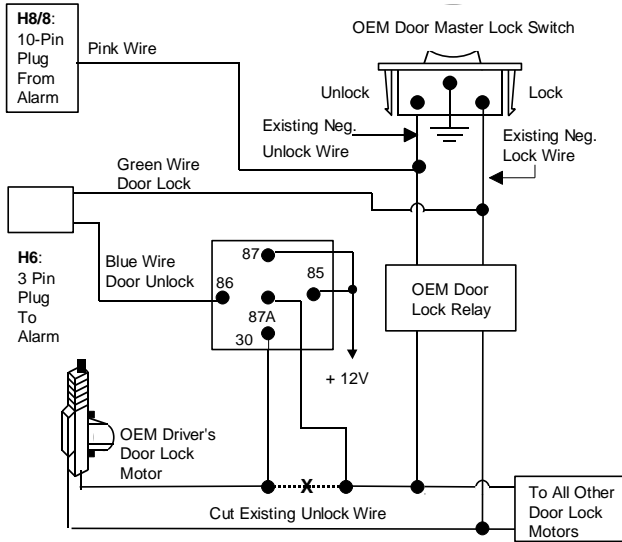 H8/8:
10-Pin
Plug
From
Alarm
Pink Wire
OEM Door Master Lock Switch
Unlock
Lock
Existing Neg.
Unlock Wire
Existing Neg.
Lock Wire
Green Wire
Door Lock
H6:
3 Pin
Plug
To
Alarm
Blue Wire
Door Unlock
87
86
85
87A
30
+ 12V
OEM Door
Lock Relay
OEM Driver's
Door Lock
Motor
X
Cut Existing Unlock Wire
To All Other
Door Lock
Motors